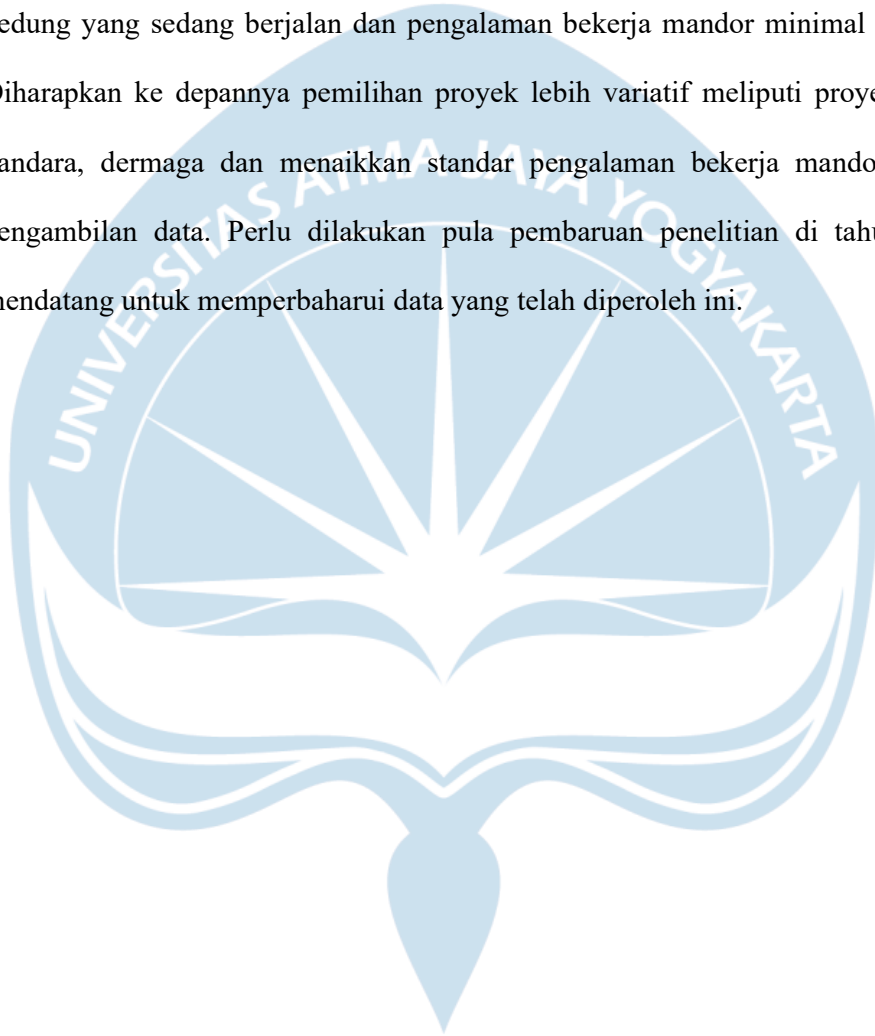 edung yang sedang berjalan dan pengalaman bekerja mandor minimal
Diharapkan ke depannya pemilihan proyek lebih variatif meliputi proye
andara, dermaga dan menaikkan standar pengalaman bekerja mando
engambilan data. Perlu dilakukan pula pembaruan penelitian di tahu
mendatang untuk memperbaharui data yang telah diperoleh ini.
UNIVERSITAS ATMA JAYA YOGYAKARTA